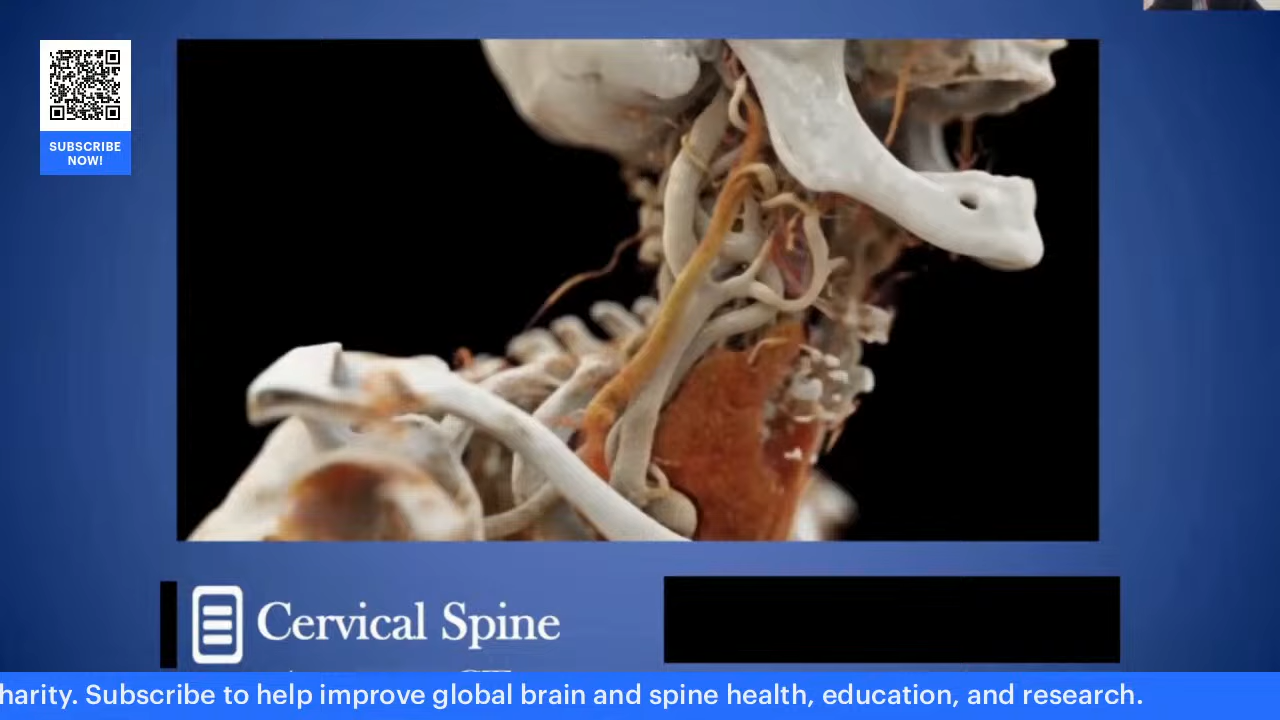 SUBSCRIBE
NOW!
Cervical Spine
harity. Subscribe to help improve global brain and spine health, education, and research.